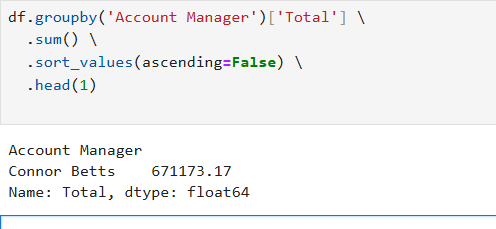 df.groupby('Account Manager')['Total'] \
  .sum() \
  .sort_values(ascending=False) \
  .head(1)
Account Manager
Connor Betts    671173.17
Name: Total, dtype: float64